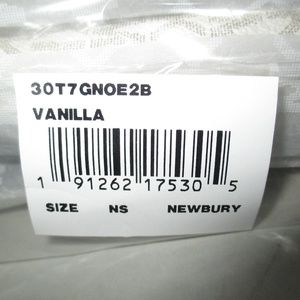 30T7GNOE2B
VANILLA
1 91262 17530 5
SIZE NS NEWBURY